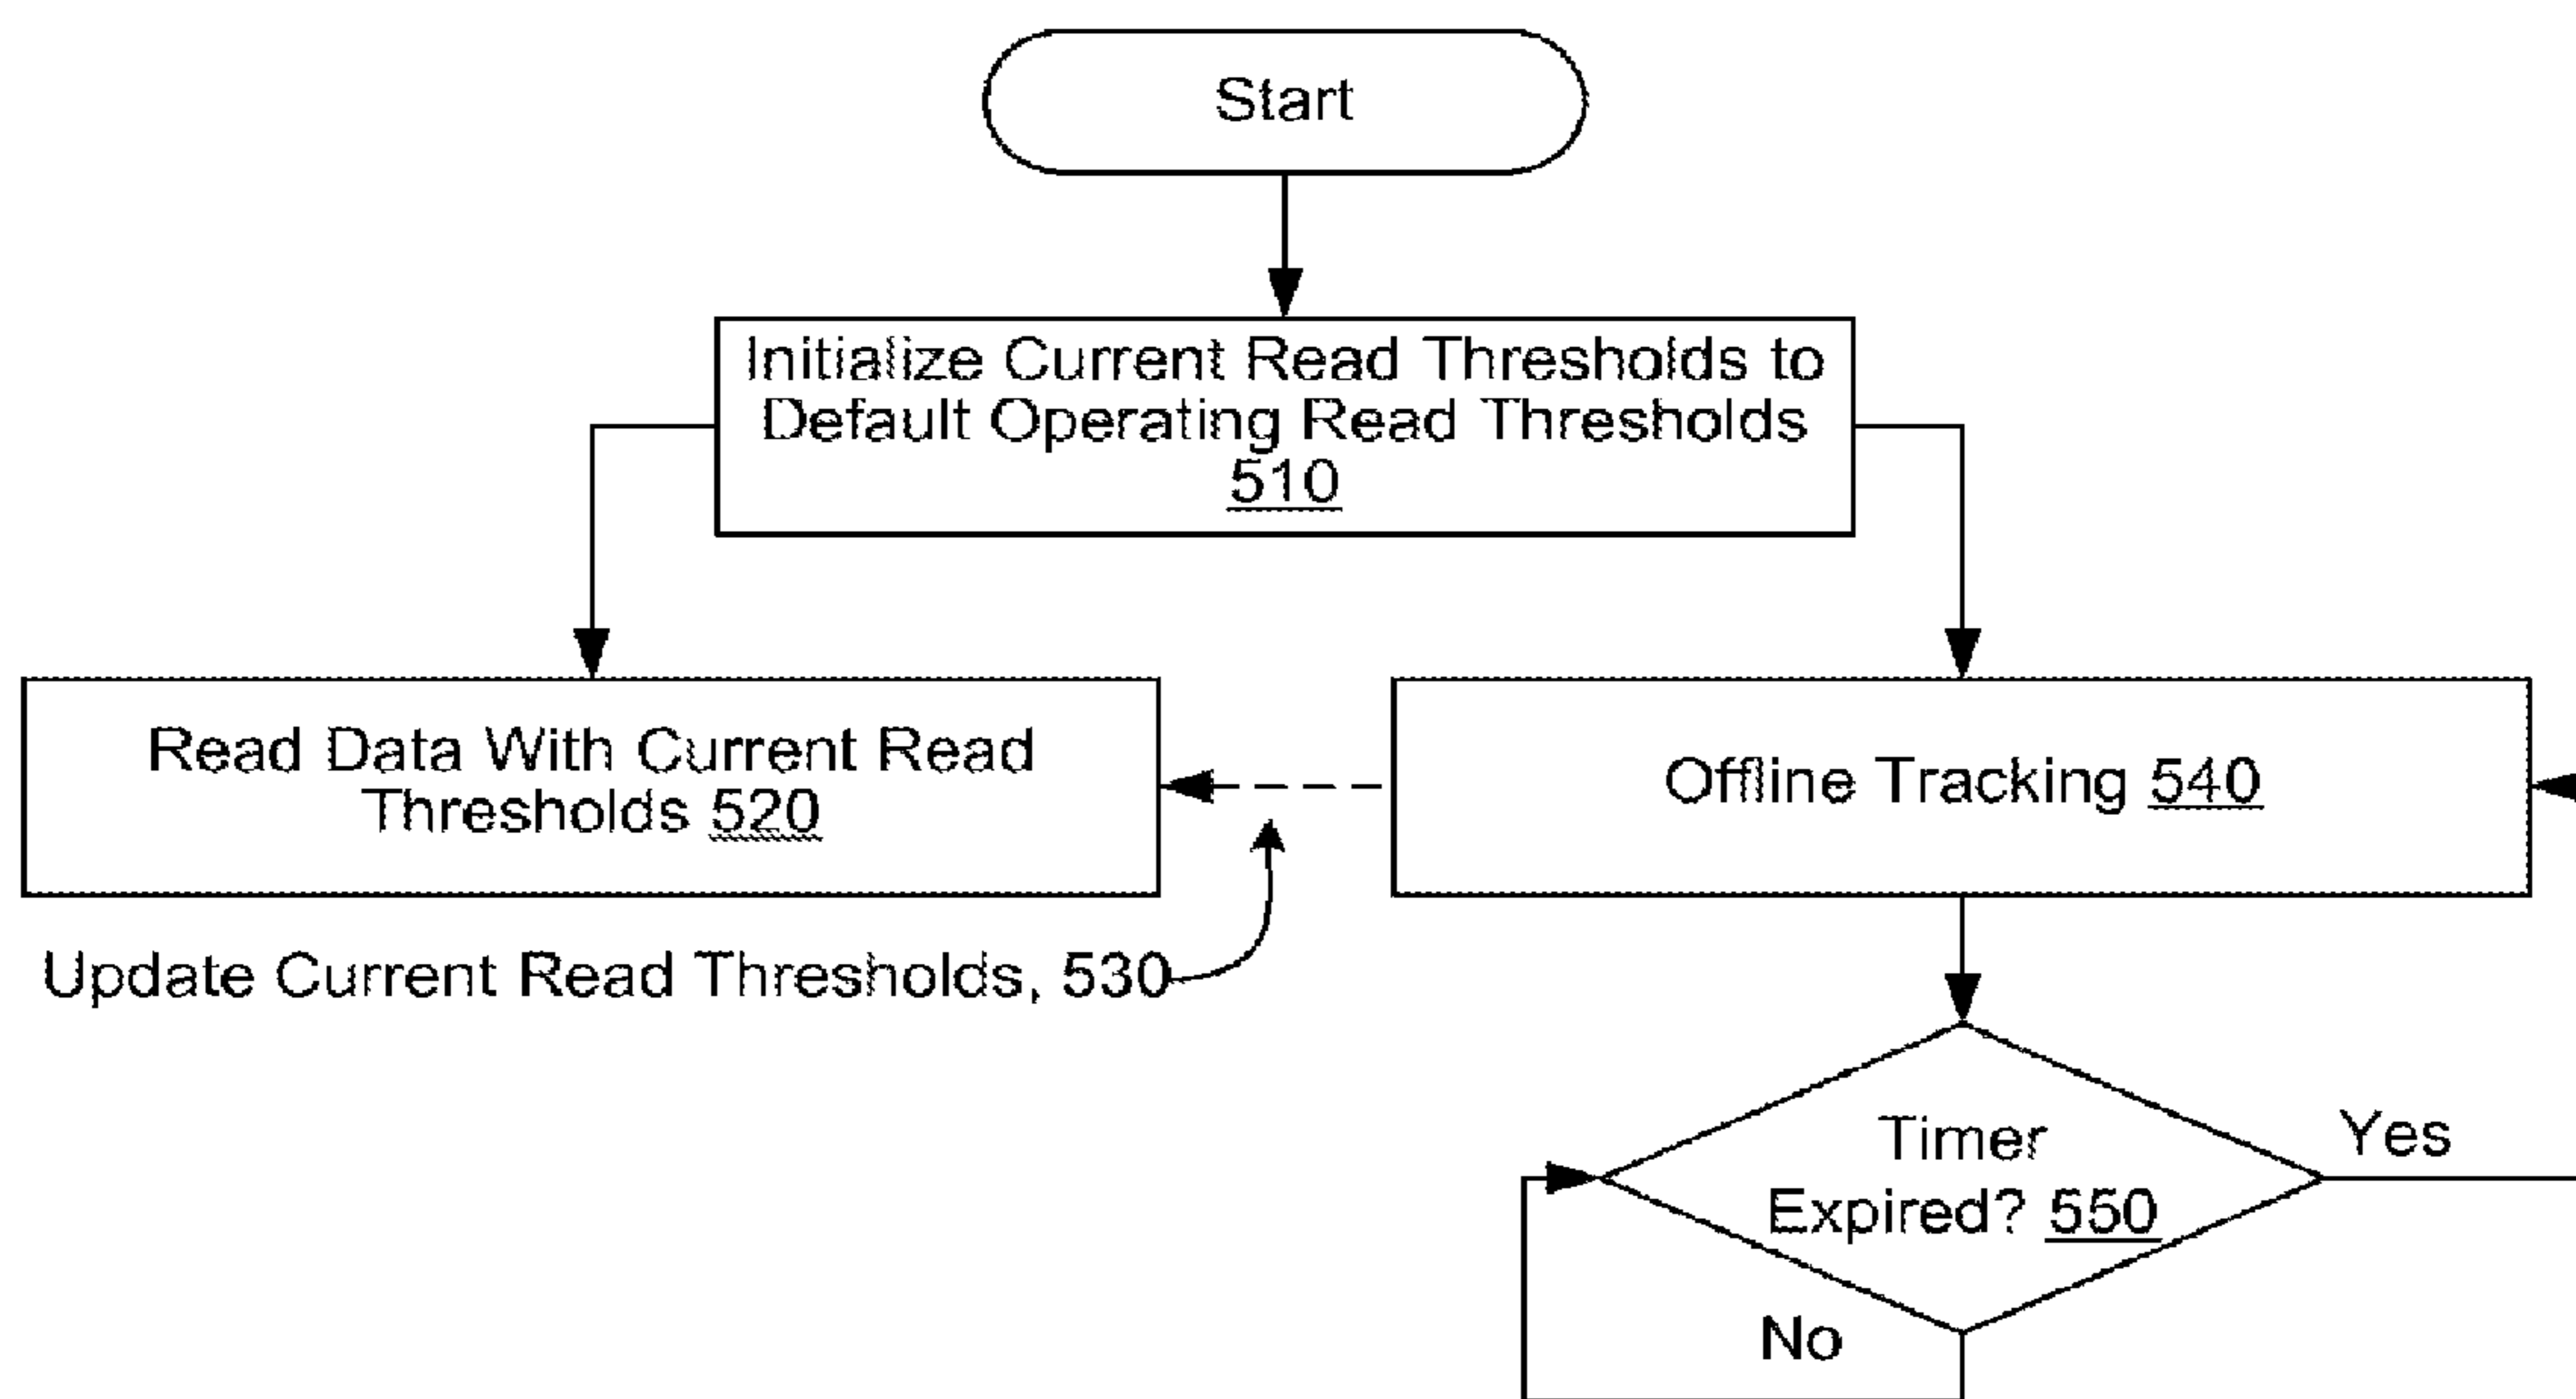 Start
Initialize Current Read Thresholds to
Default Operating Read Thresholds
510
Read Data With Current Read
Thresholds 520
Offline Tracking 540
Update Current Read Thresholds, 530
Timer
Expired? 550
Yes
No